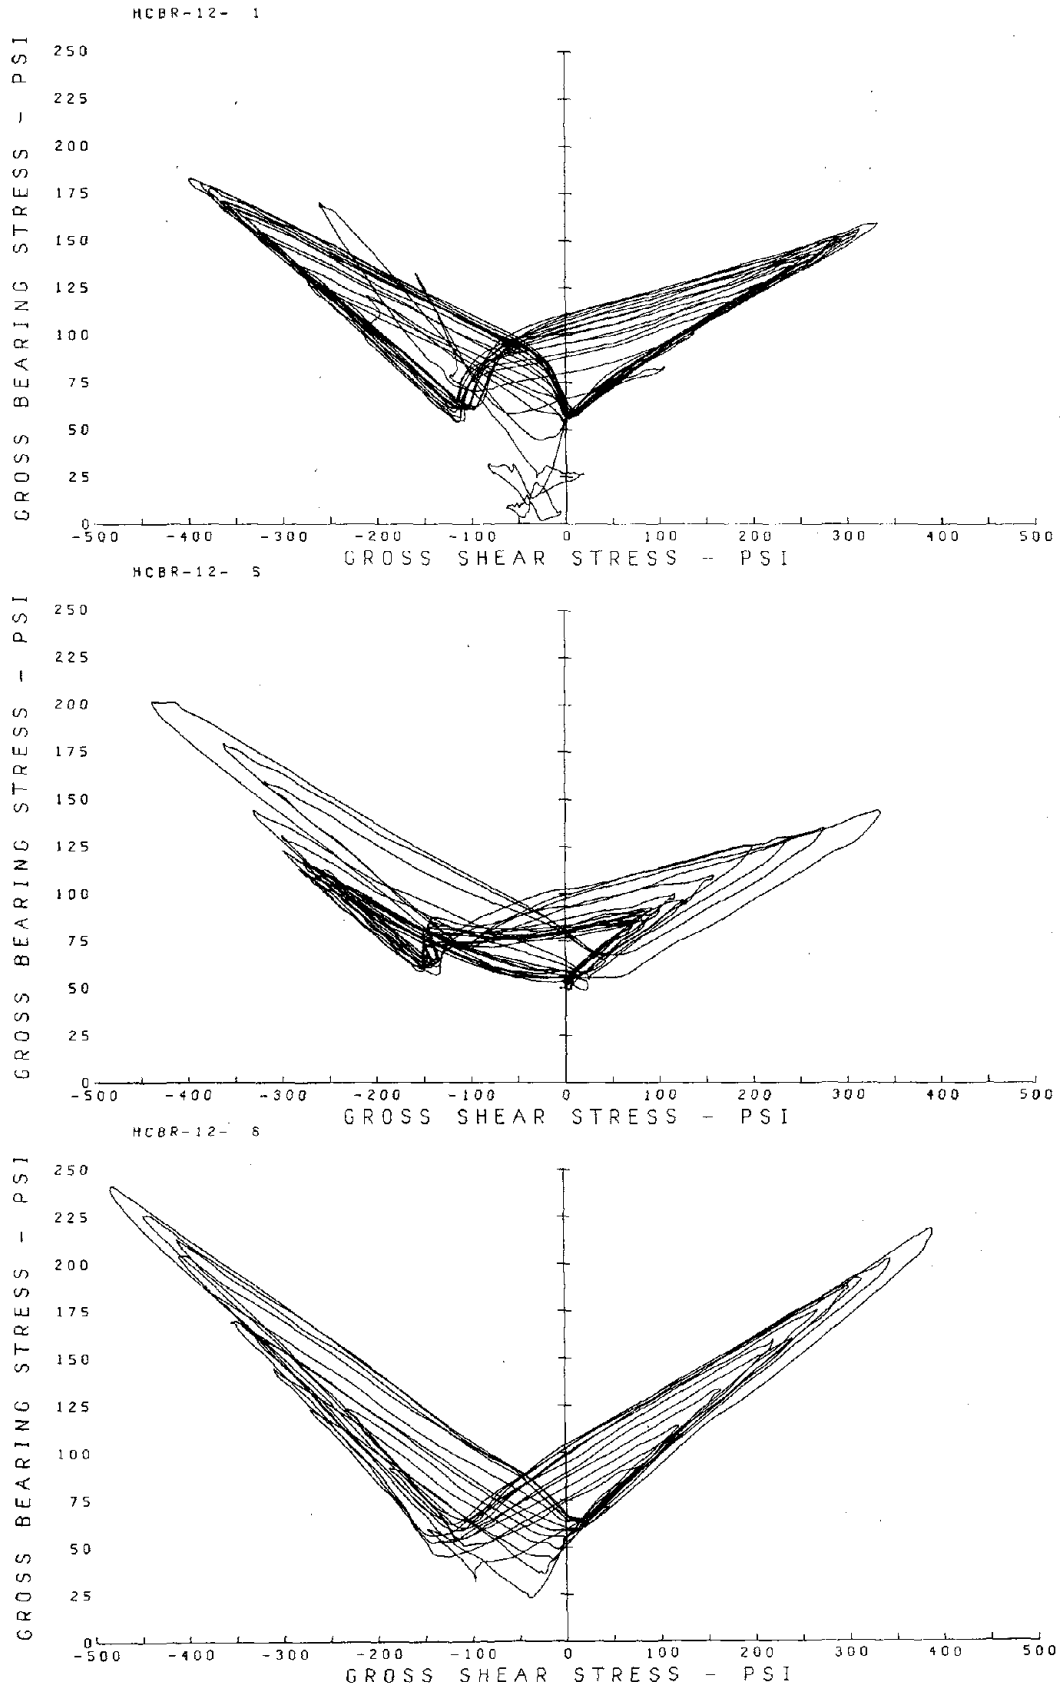 HCBR-12- 1
GROSS BEARING STRESS - PSI
250
225
200
175
150
125
100
75
50
25
0
-500 -400 -300 -200 -100 0 100 200 300 400 500
GROSS SHEAR STRESS - PSI
HCBR-12- 5
GROSS BEARING STRESS - PSI
250
225
200
175
150
125
100
75
50
25
0
-500 -400 -300 -200 -100 0 100 200 300 400 500
GROSS SHEAR STRESS - PSI
HCBR-12- 6
GROSS BEARING STRESS - PSI
250
225
200
175
150
125
100
75
50
25
0
-500 -400 -300 -200 -100 0 100 200 300 400 500
GROSS SHEAR STRESS - PSI